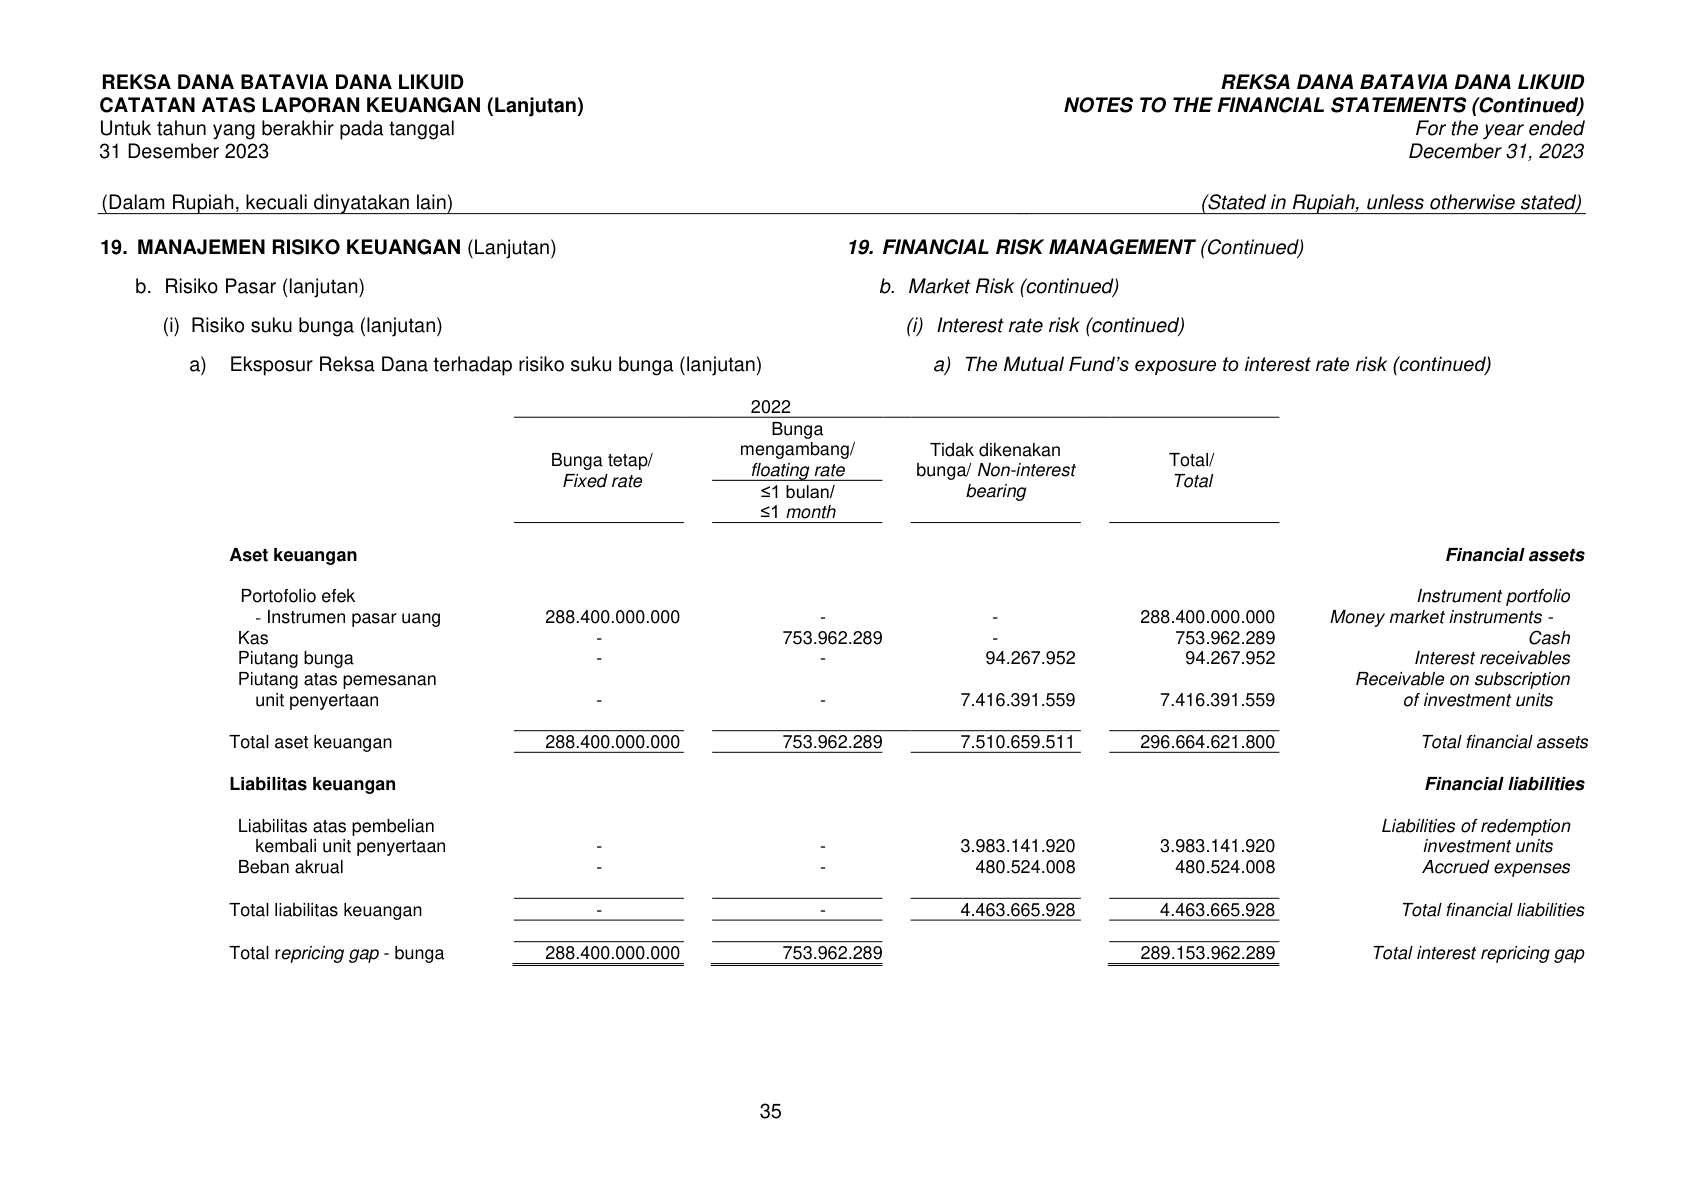 REKSA DANA BATAVIA DANA LIKUID
CATATAN ATAS LAPORAN KEUANGAN (Lanjutan)
Untuk tahun yang berakhir pada tanggal
31 Desember 2023
REKSA DANA BATAVIA DANA LIKUID
NOTES TO THE FINANCIAL STATEMENTS (Continued)
For the year ended
December 31, 2023
(Dalam Rupiah, kecuali dinyatakan lain) (Stated in Rupiah, unless otherwise stated)
19. MANAJEMEN RISIKO KEUANGAN (Lanjutan) 19. FINANCIAL RISK MANAGEMENT (Continued)
b. Risiko Pasar (lanjutan) b. Market Risk (continued)
(i) Risiko suku bunga (lanjutan) (i) Interest rate risk (continued)
a) Eksposur Reksa Dana terhadap risiko suku bunga (lanjutan) a) The Mutual Fund’s exposure to interest rate risk (continued)
2022
Bunga tetap/
Fixed rate
Bunga
mengambang/
floating rate
≤1 bulan/
≤1 month
Tidak dikenakan
bunga/ Non-interest
bearing
Total/
Total
Aset keuangan Financial assets
Portofolio efek Instrument portfolio
- Instrumen pasar uang 288.400.000.000 - - 288.400.000.000 Money market instruments -
Kas - 753.962.289 - 753.962.289 Cash
Piutang bunga - - 94.267.952 94.267.952 Interest receivables
Piutang atas pemesanan Receivable on subscription
unit penyertaan - - 7.416.391.559 7.416.391.559 of investment units
Total aset keuangan 288.400.000.000 753.962.289 7.510.659.511 296.664.621.800 Total financial assets
Liabilitas keuangan Financial liabilities
Liabilitas atas pembelian Liabilities of redemption
kembali unit penyertaan - - 3.983.141.920 3.983.141.920 investment units
Beban akrual - - 480.524.008 480.524.008 Accrued expenses
Total liabilitas keuangan - - 4.463.665.928 4.463.665.928 Total financial liabilities
Total repricing gap - bunga 288.400.000.000 753.962.289 289.153.962.289 Total interest repricing gap
35